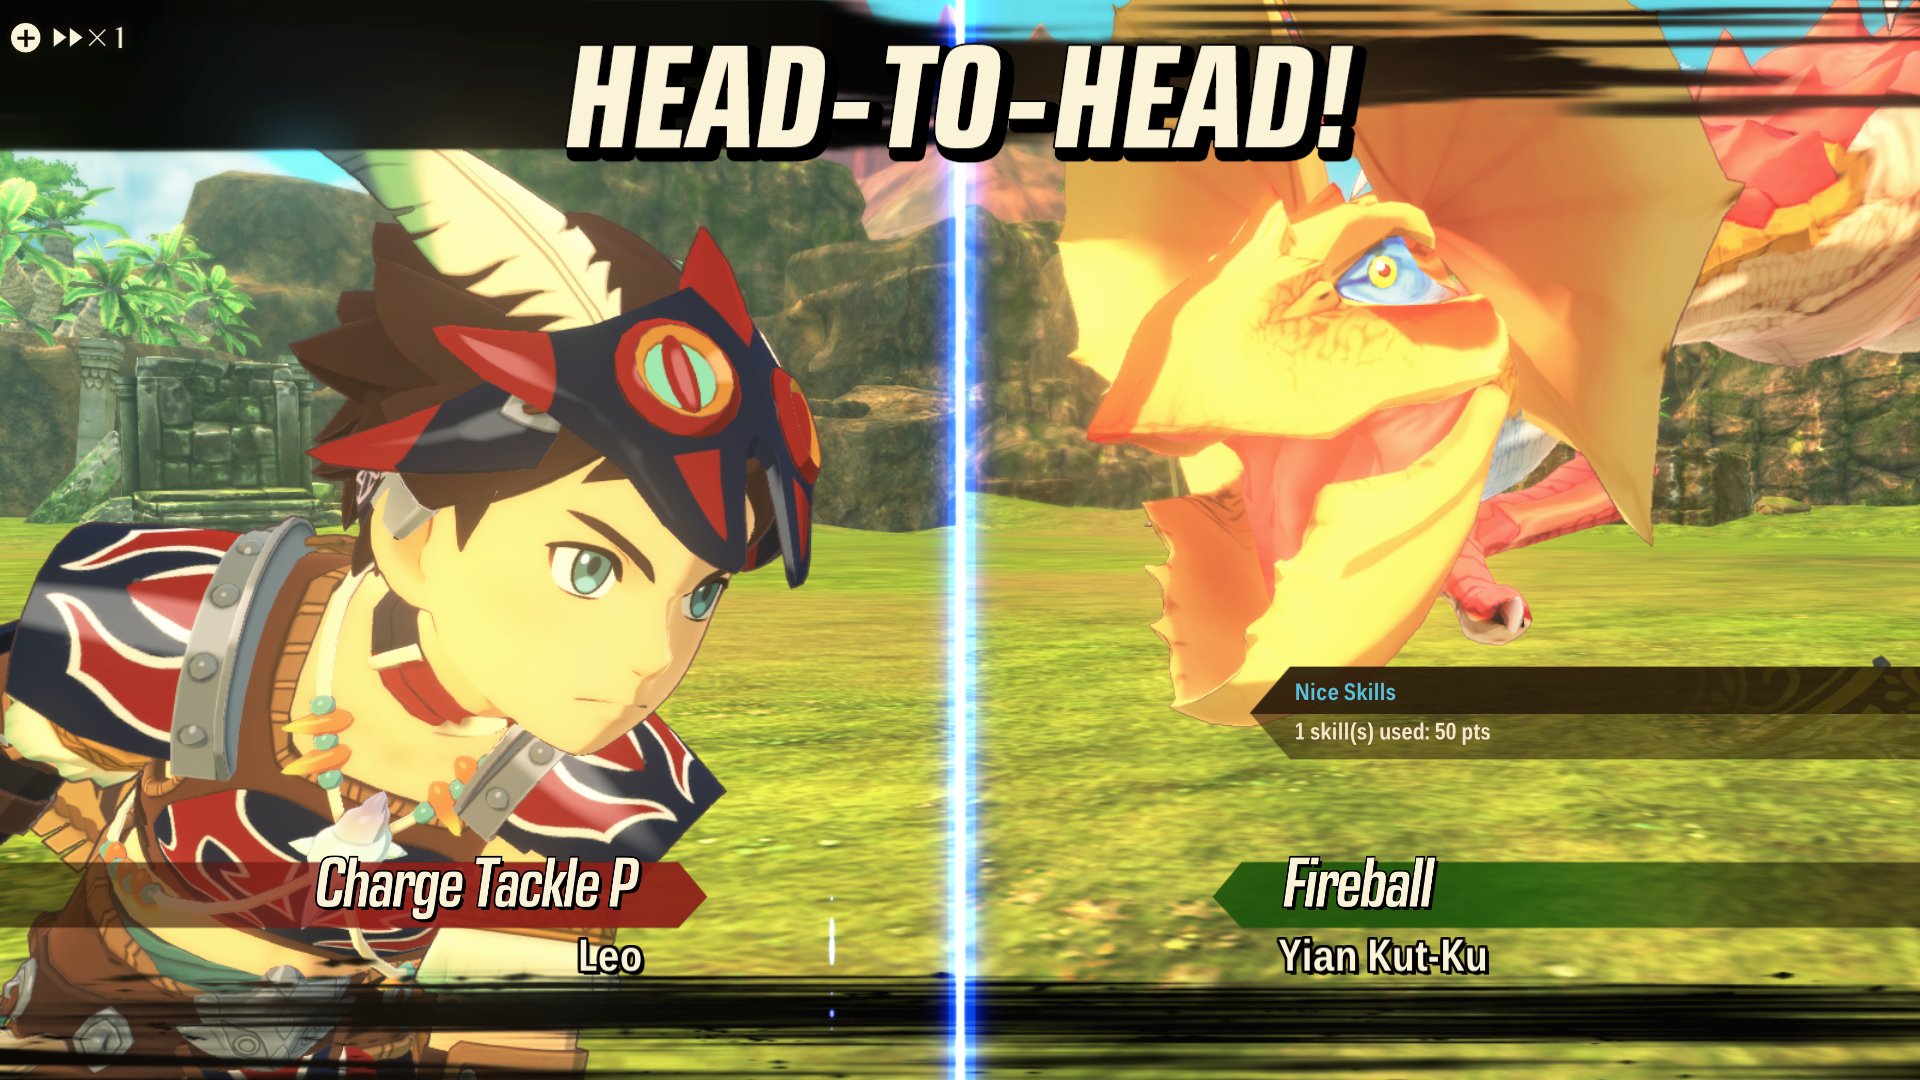 × 1
HEAD-TO-HEAD!
Nice Skills
1 skill(s) used: 50 pts
Charge Tackle P
Leo
Fireball
Yian Kut-Ku